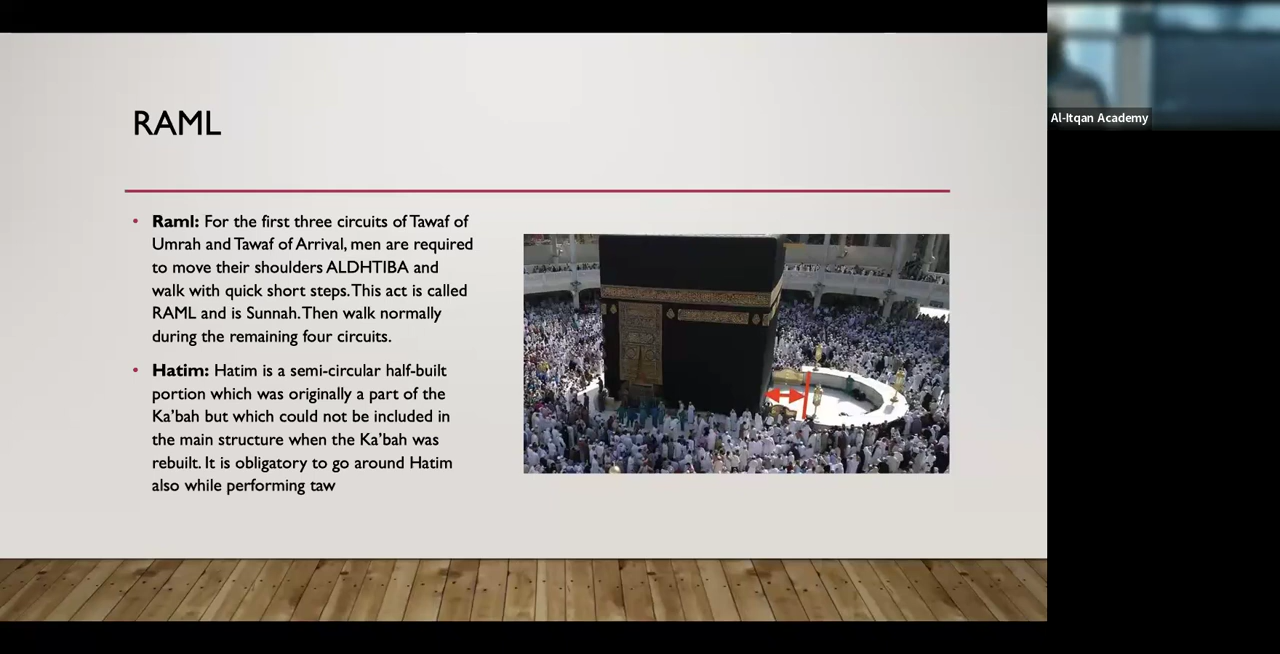 RAML
• Raml: For the first three circuits of Tawaf of
Umrah and Tawaf of Arrival, men are required
to move their shoulders ALDHTIBA and
walk with quick short steps. This act is called
RAML and is Sunnah. Then walk normally
during the remaining four circuits.
• Hatim: Hatim is a semi-circular half-built
portion which was originally a part of the
Ka'bah but which could not be included in
the main structure when the Ka'bah was
rebuilt. It is obligatory to go around Hatim
also while performing taw
Al-Itqan Academy